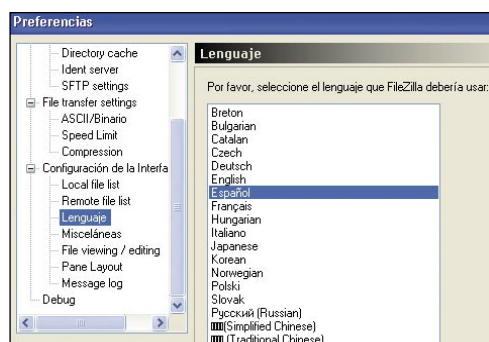 Preferencias
Directory cache
Ident server
SFTP settings
File transfer settings
ASCII/Binario
Speed Limit
Compression
Configuración de la Interfa
Local file list
Remote file list
Lenguaje
Misceláneas
File viewing / editing
Pane Layout
Message log
Debug
Lenguaje
Por favor, seleccione el lenguaje que FileZilla debería usar:
Breton
Bulgarian
Catalan
Czech
Deutsch
English
Español
Français
Hungarian
Italiano
Japanese
Korean
Norwegian
Polski
Slovak
Русский (Russian)
(Simplified Chinese)
(Traditional Chinese)